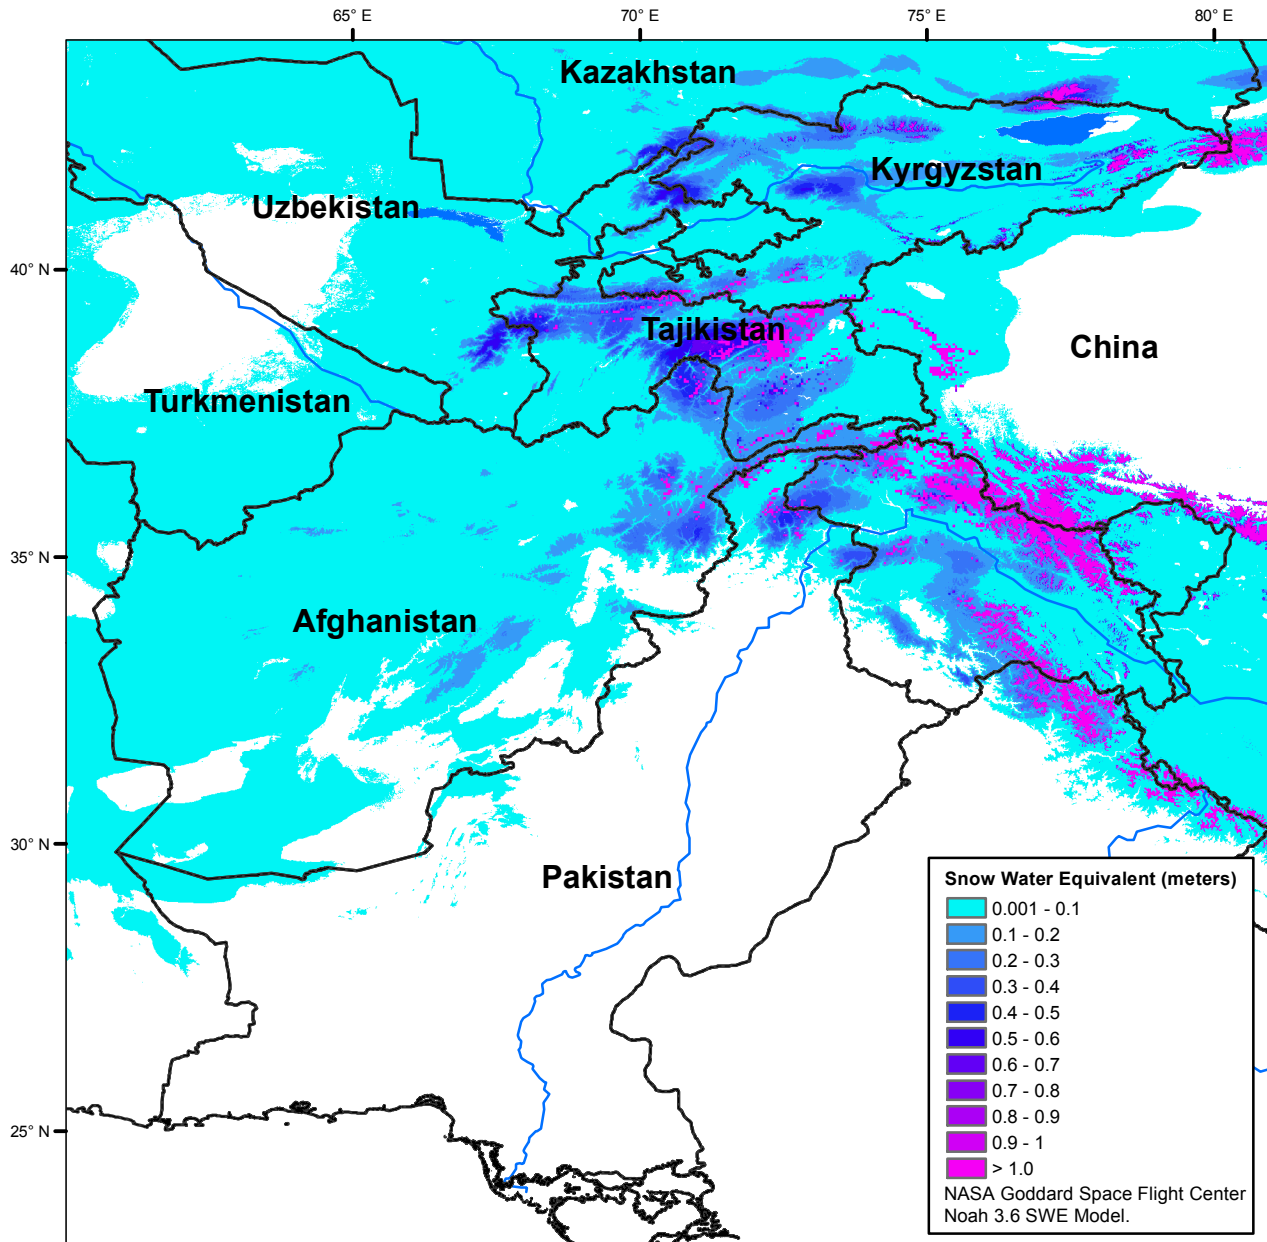 65° E
70° E
75° E
80° E
Kazakhstan
Kyrgyzstan
Uzbekistan
40° N
Tajikistan
China
Turkmenistan
35° N
Afghanistan
30° N
Pakistan
25° N
Snow Water Equivalent (meters)
0.001 - 0.1
0.1 - 0.2
0.2 - 0.3
0.3 - 0.4
0.4 - 0.5
0.5 - 0.6
0.6 - 0.7
0.7 - 0.8
0.8 - 0.9
0.9 - 1
> 1.0
NASA Goddard Space Flight Center
Noah 3.6 SWE Model.